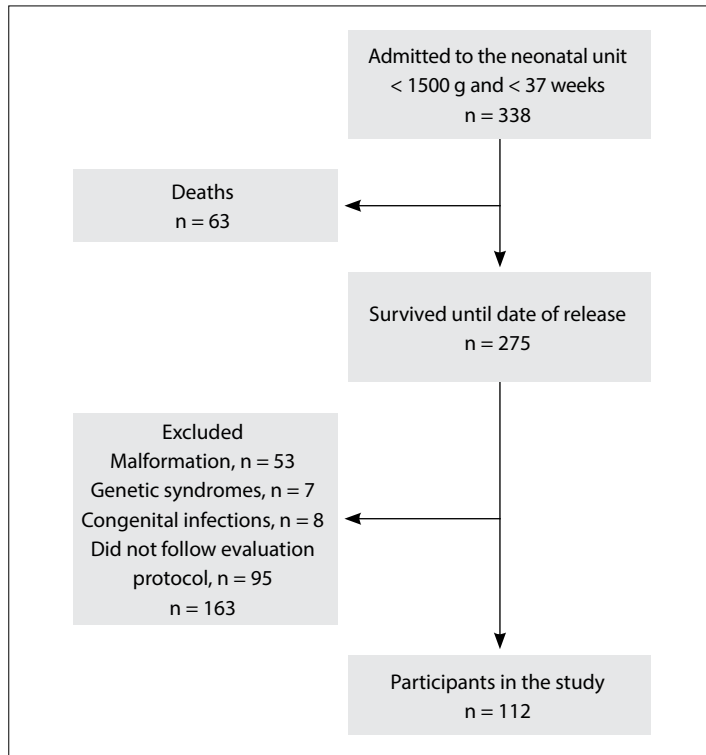 Admitted to the neonatal unit
< 1500 g and < 37 weeks
n = 338
Deaths
n = 63
Survived until date of release
n = 275
Excluded
Malformation, n = 53
Genetic syndromes, n = 7
Congenital infections, n = 8
Did not follow evaluation
protocol, n = 95
n = 163
Participants in the study
n = 112